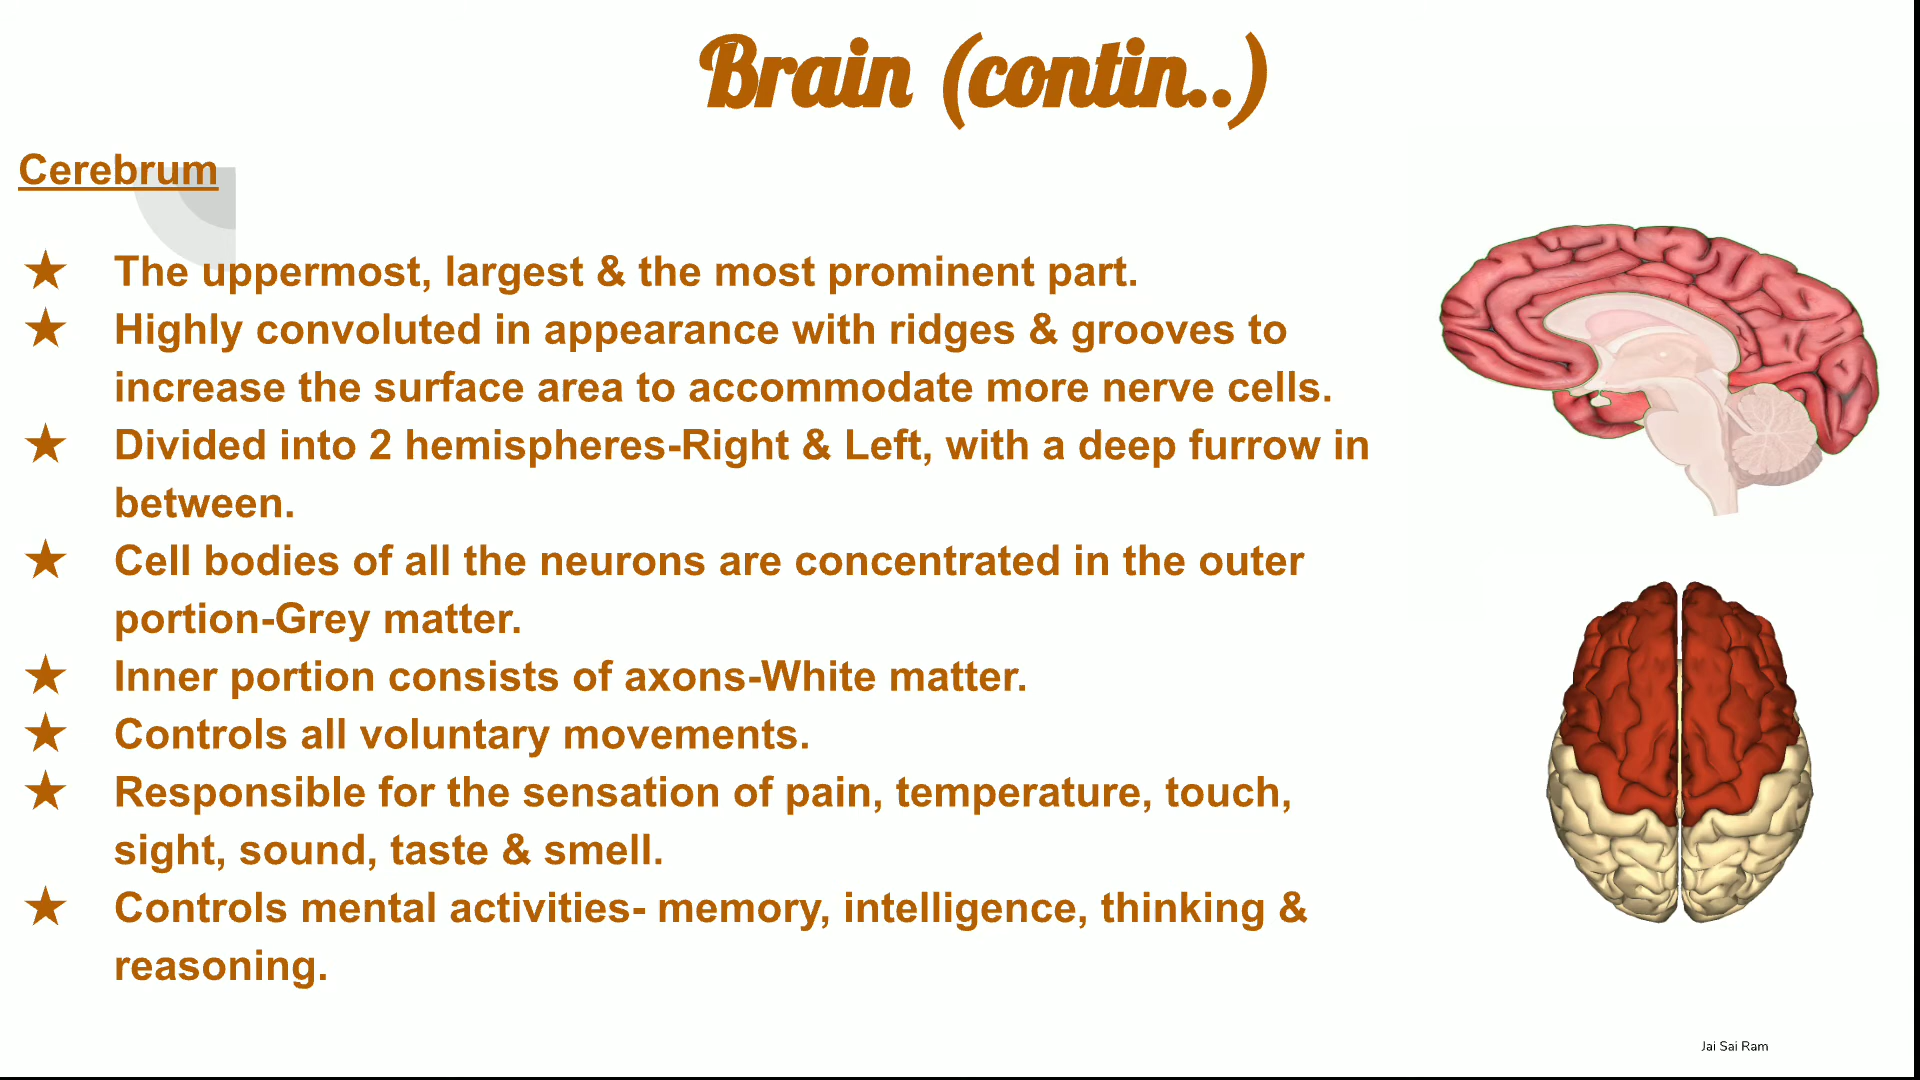 Brain (contin..)
Cerebrum
★ The uppermost, largest & the most prominent part.
★ Highly convoluted in appearance with ridges & grooves to
increase the surface area to accommodate more nerve cells.
★ Divided into 2 hemispheres-Right & Left, with a deep furrow in
between.
★ Cell bodies of all the neurons are concentrated in the outer
portion-Grey matter.
★ Inner portion consists of axons-White matter.
★ Controls all voluntary movements.
★ Responsible for the sensation of pain, temperature, touch,
sight, sound, taste & smell.
★ Controls mental activities- memory, intelligence, thinking &
reasoning.
Jai Sai Ram